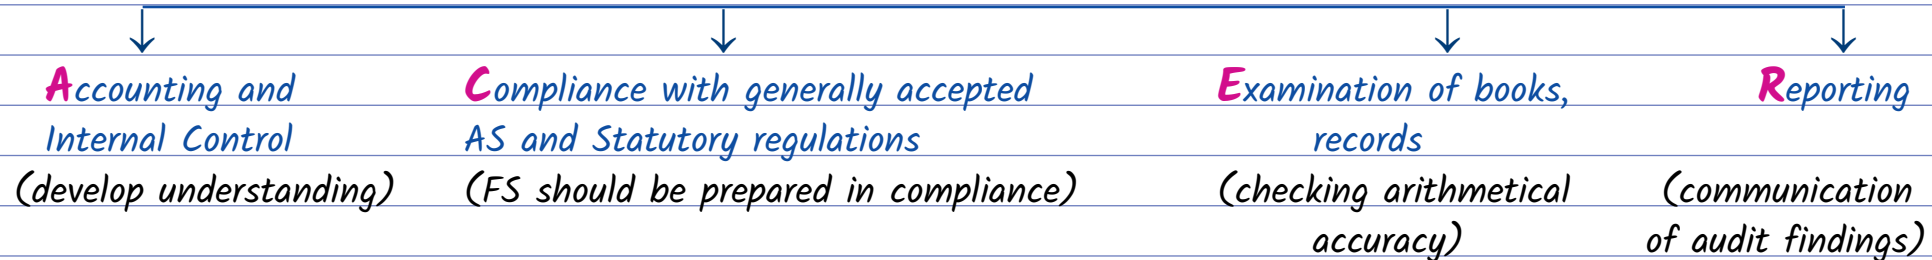 Accounting and
Internal Control
(develop understanding)
Compliance with generally accepted
AS and Statutory regulations
(FS should be prepared in compliance)
Examination of books,
records
(checking arithmetical
accuracy)
Reporting
(communication
of audit findings)